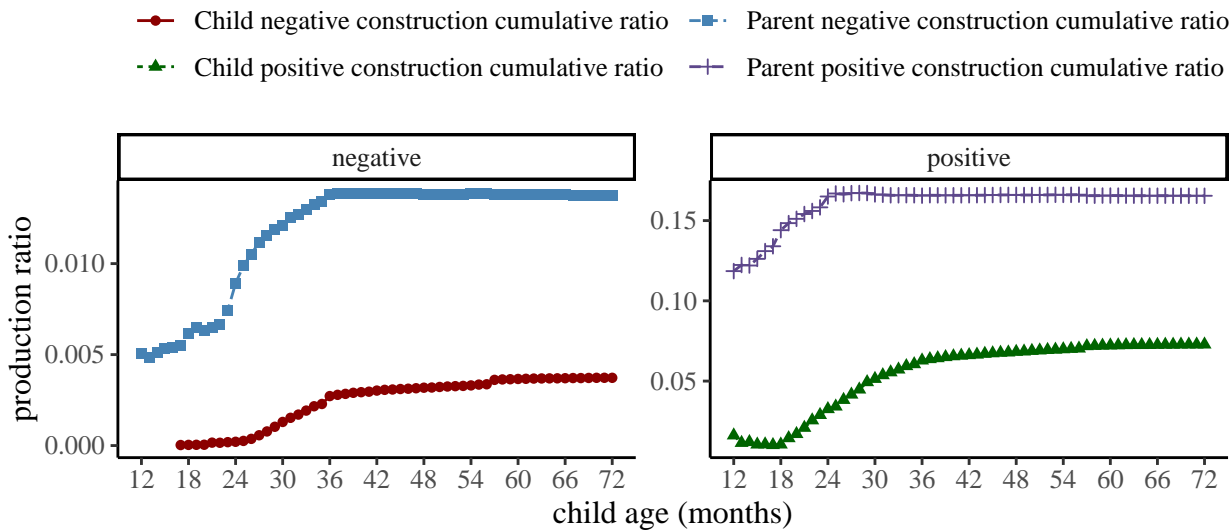 Child negative construction cumulative ratio
Parent negative construction cumulative ratio
Child positive construction cumulative ratio
Parent positive construction cumulative ratio
negative
positive
production ratio
0.010
0.005
0.000
0.15
0.10
0.05
12 18 24 30 36 42 48 54 60 66 72
12 18 24 30 36 42 48 54 60 66 72
child age (months)